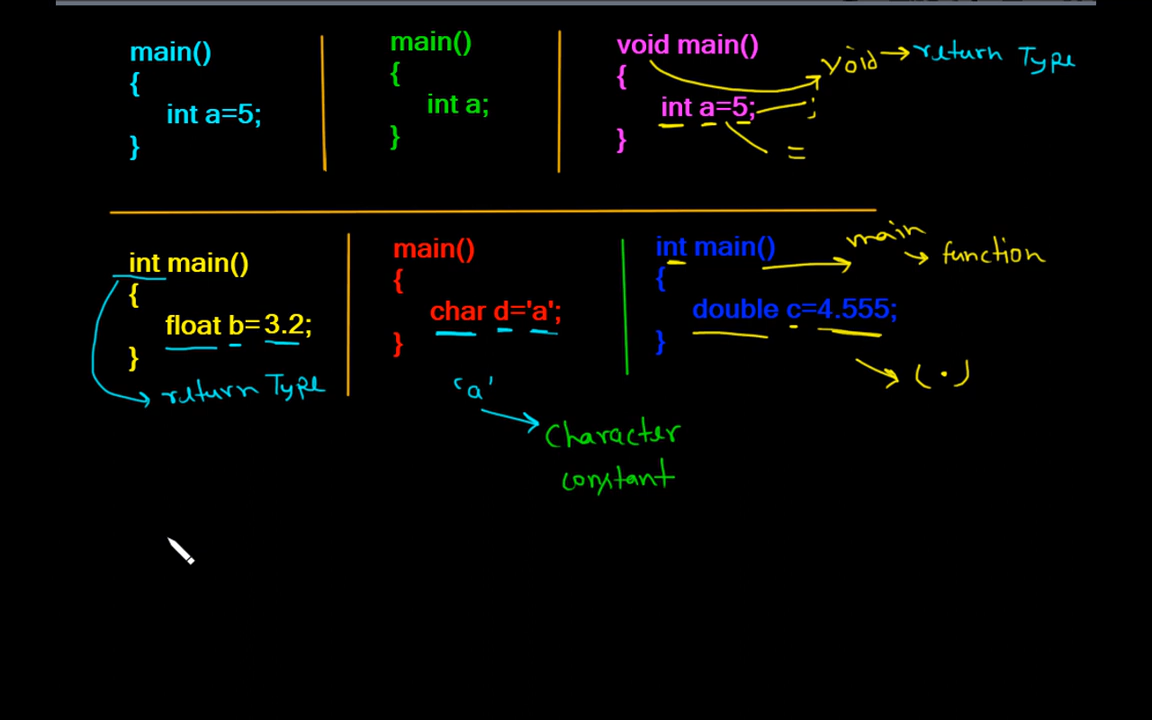 main()
{
int a=5;
}
main()
{
int a;
}
void main()
{
int a=5;
}
void → return Type
;
=
int main()
{
float b=3.2;
}
return Type
main()
{
char d='a';
}
'a'
Character
constant
int main()
{
double c=4.555;
}
main
→ function
(.)